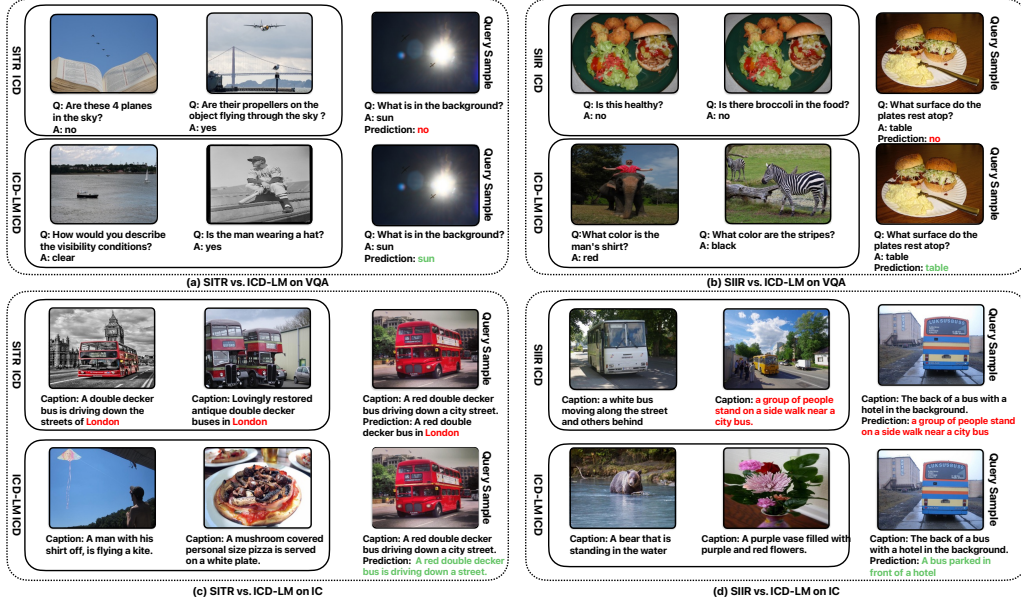 SITR ICD
Q: Are these 4 planes
in the sky?
A: no
Q: Are their propellers on the
object flying through the sky ?
A: yes
Query Sample
Q: What is in the background?
A: sun
Prediction: no
ICD-LM ICD
Q: How would you describe
the visibility conditions?
A: clear
Q: Is the man wearing a hat?
A: yes
Query Sample
Q: What is in the background?
A: sun
Prediction: sun
(a) SITR vs. ICD-LM on VQA
SIIR ICD
Q: Is this healthy?
A: no
Q: Is there broccoli in the food?
A: no
Query Sample
Q: What surface do the
plates rest atop?
A: table
Prediction: no
ICD-LM ICD
Q:What color is the
man's shirt?
A: red
Q: What color are the stripes?
A: black
Query Sample
Q: What surface do the
plates rest atop?
A: table
Prediction: table
(b) SIIR vs. ICD-LM on VQA
SITR ICD
Caption: A double decker
bus is driving down the
streets of London
Caption: Lovingly restored
antique double decker
buses in London
Query Sample
Caption: A red double decker
bus driving down a city street.
Prediction: A red double
decker bus in London
ICD-LM ICD
Caption: A man with his
shirt off, is flying a kite.
Caption: A mushroom covered
personal size pizza is served
on a white plate.
Query Sample
Caption: A red double decker
bus driving down a city street.
Prediction: A red double decker
bus is driving down a street.
(c) SITR vs. ICD-LM on IC
SIIR ICD
Caption: a white bus
moving along the street
and others behind
Caption: a group of people
stand on a side walk near a
city bus.
Query Sample
Caption: The back of a bus with a
hotel in the background.
Prediction: a group of people stand
on a side walk near a city bus
ICD-LM ICD
Caption: A bear that is
standing in the water
Caption: A purple vase filled with
purple and red flowers.
Query Sample
Caption: The back of a bus
with a hotel in the background.
Prediction: A bus parked in
front of a hotel
(d) SIIR vs. ICD-LM on IC